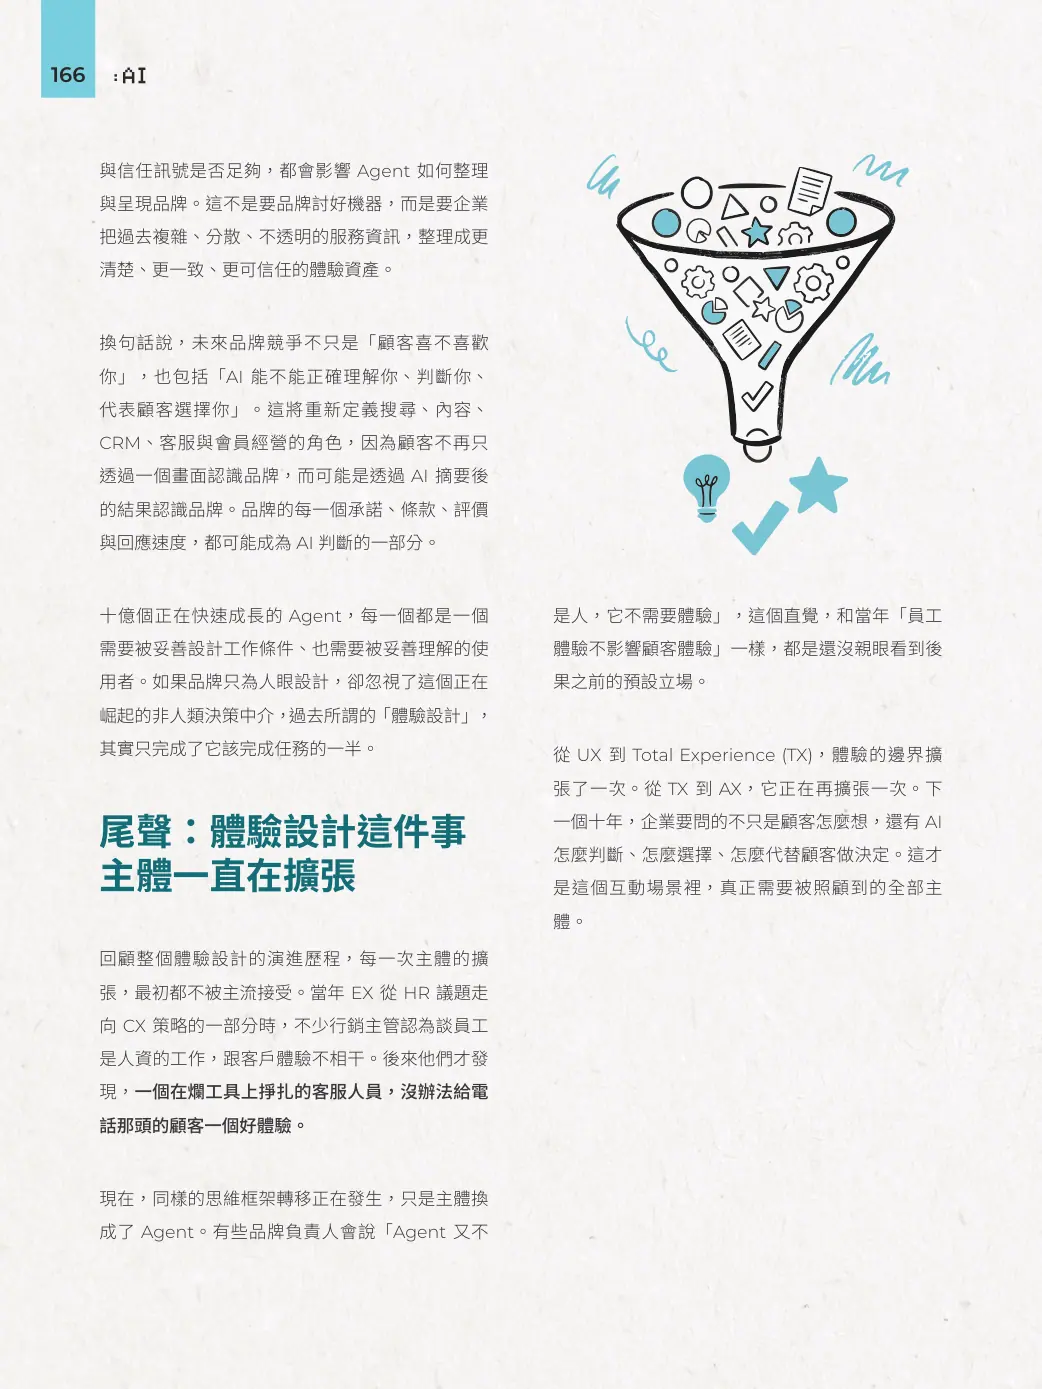 166
:AI
與信任訊號是否足夠，都會影響 Agent 如何整理
與呈現品牌。這不是要品牌討好機器，而是要企業
把過去複雜、分散、不透明的服務資訊，整理成更
清楚、更一致、更可信任的體驗資產。
換句話說，未來品牌競爭不只是「顧客喜不喜歡
你」，也包括「AI 能不能正確理解你、判斷你、
代表顧客選擇你」。這將重新定義搜尋、內容、
CRM、客服與會員經營的角色，因為顧客不再只
透過一個畫面認識品牌，而可能是透過 AI 摘要後
的結果認識品牌。品牌的每一個承諾、條款、評價
與回應速度，都可能成為 AI 判斷的一部分。
十億個正在快速成長的 Agent，每一個都是一個
需要被妥善設計工作條件、也需要被妥善理解的使
用者。如果品牌只為人眼設計，卻忽視了這個正在
崛起的非人類決策中介，過去所謂的「體驗設計」，
其實只完成了它該完成任務的一半。
尾聲：體驗設計這件事
主體一直在擴張
回顧整個體驗設計的演進歷程，每一次主體的擴
張，最初都不被主流接受。當年 EX 從 HR 議題走
向 CX 策略的一部分時，不少行銷主管認為談員工
是人資的工作，跟客戶體驗不相干。後來他們才發
現，一個在爛工具上掙扎的客服人員，沒辦法給電
話那頭的顧客一個好體驗。
現在，同樣的思維框架轉移正在發生，只是主體換
成了 Agent。有些品牌負責人會說「Agent 又不
是人，它不需要體驗」，這個直覺，和當年「員工
體驗不影響顧客體驗」一樣，都是還沒親眼看到後
果之前的預設立場。
從 UX 到 Total Experience (TX)，體驗的邊界擴
張了一次。從 TX 到 AX，它正在再擴張一次。下
一個十年，企業要問的不只是顧客怎麼想，還有 AI
怎麼判斷、怎麼選擇、怎麼代替顧客做決定。這才
是這個互動場景裡，真正需要被照顧到的全部主
體。